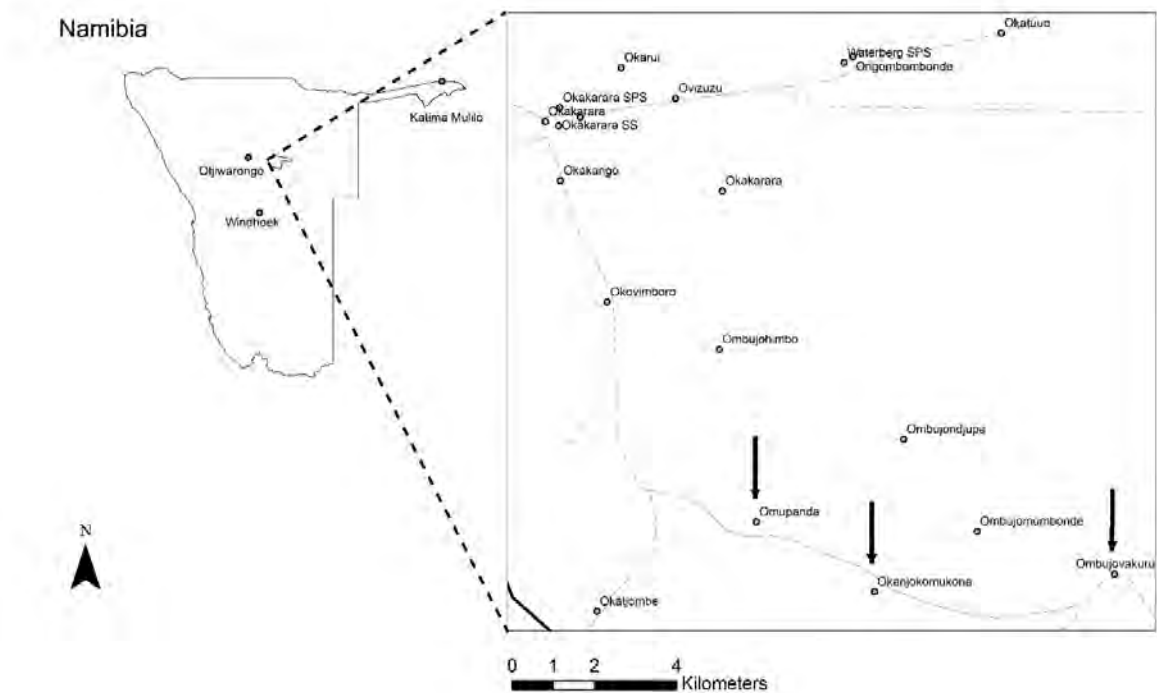 Namibia
Katima Mulilo
Otjiwarongo
Windhoek
N
Okatuuo
Waterberg SPS
Okarui
Origombombonde
Ovizuzu
Okakarara SPS
Okakarara
Okakarara SS
Okakango
Okakarara
Okovimboro
Ombujohimbo
Ombujondjupa
Omupanda
Ombujomumbonde
Ombujovakuru
Okanjokomukona
Okatjombe
0 1 2 4
Kilometers